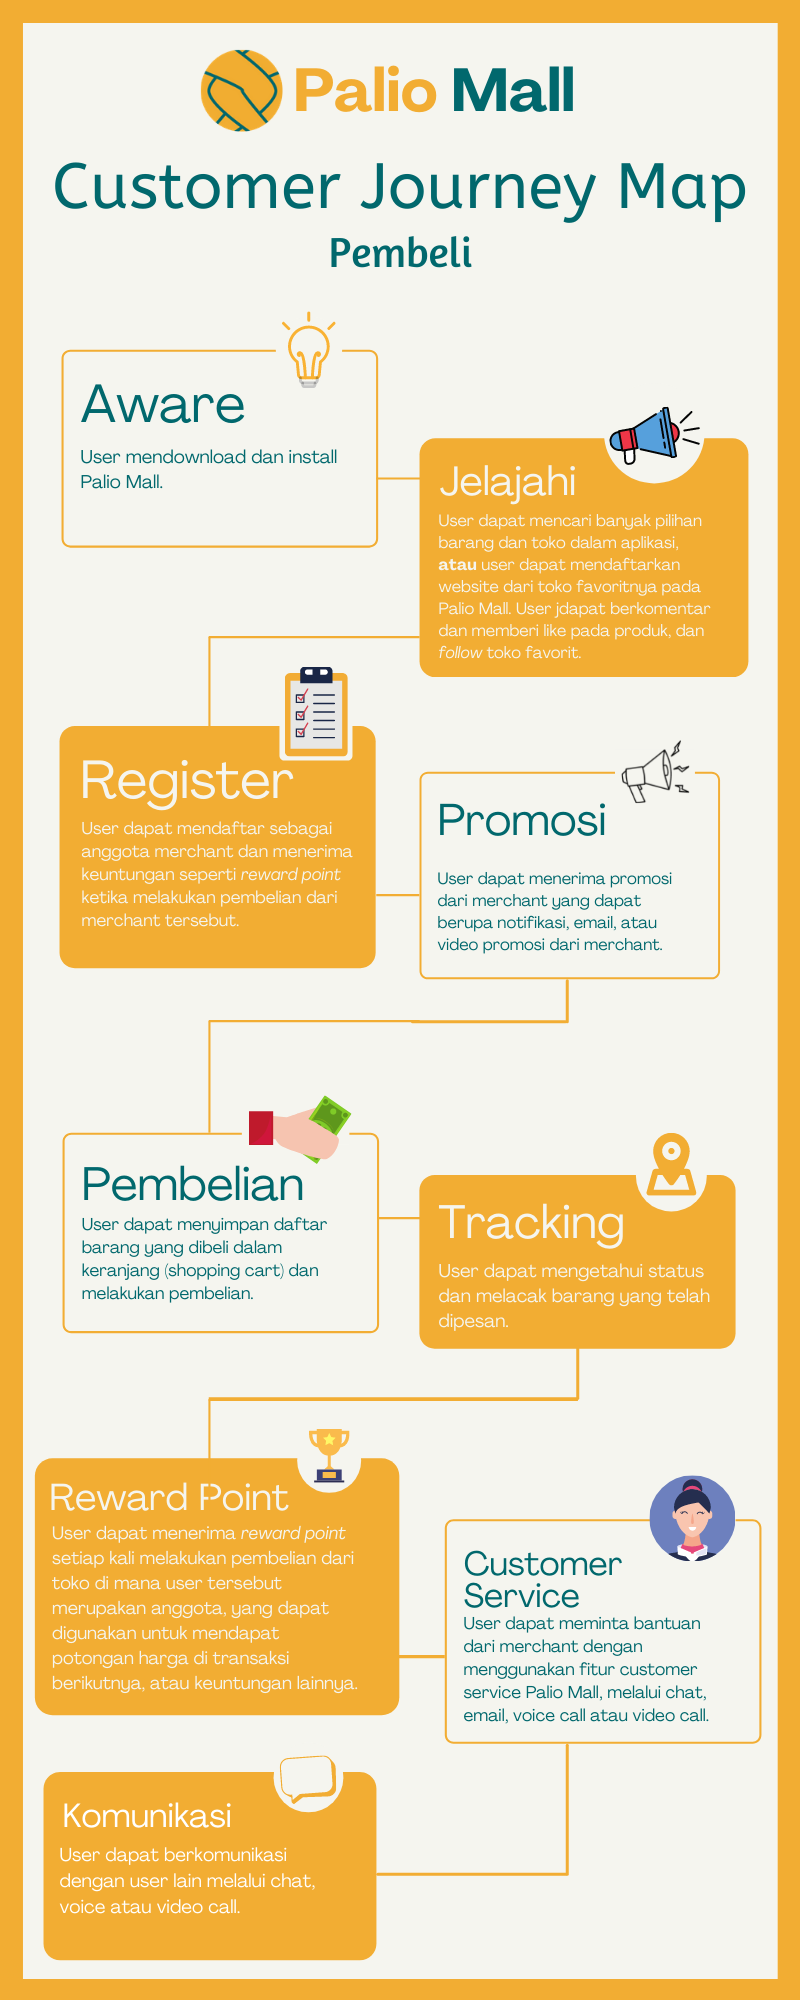 Palio Mall
Customer Journey Map
Pembeli
Aware
User mendownload dan install
Palio Mall.
Jelajahi
User dapat mencari banyak pilihan
barang dan toko dalam aplikasi,
atau user dapat mendaftarkan
website dari toko favoritnya pada
Palio Mall. User jdapat berkomentar
dan memberi like pada produk, dan
follow toko favorit.
Register
User dapat mendaftar sebagai
anggota merchant dan menerima
keuntungan seperti reward point
ketika melakukan pembelian dari
merchant tersebut.
Promosi
User dapat menerima promosi
dari merchant yang dapat
berupa notifikasi, email, atau
video promosi dari merchant.
Pembelian
User dapat menyimpan daftar
barang yang dibeli dalam
keranjang (shopping cart) dan
melakukan pembelian.
Tracking
User dapat mengetahui status
dan melacak barang yang telah
dipesan.
Reward Point
User dapat menerima reward point
setiap kali melakukan pembelian dari
toko di mana user tersebut
merupakan anggota, yang dapat
digunakan untuk mendapat
potongan harga di transaksi
berikutnya, atau keuntungan lainnya.
Customer
Service
User dapat meminta bantuan
dari merchant dengan
menggunakan fitur customer
service Palio Mall, melalui chat,
email, voice call atau video call.
Komunikasi
User dapat berkomunikasi
dengan user lain melalui chat,
voice atau video call.